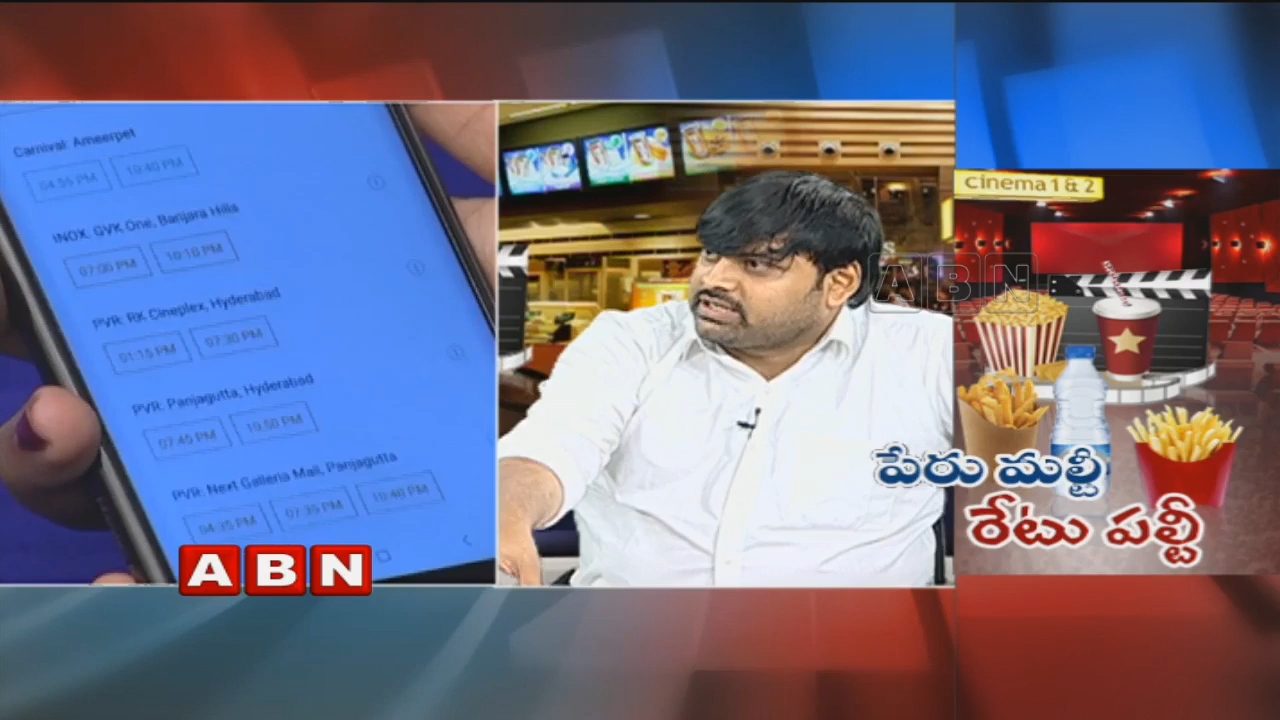 Carnival: Ameerpet
04:55 PM 10:40 PM
INOX: GVK One, Banjara Hills
07:00 PM 10:10 PM
PVR: RK Cineplex, Hyderabad
01:15 PM 07:30 PM
PVR: Panjagutta, Hyderabad
07:45 PM 10:50 PM
PVR: Next Galleria Mall, Panjagutta
04:35 PM 07:35 PM 10:40 PM
ABN
ABN
cinema 1 & 2
పేరు మల్టీ
రేటు పల్టీ